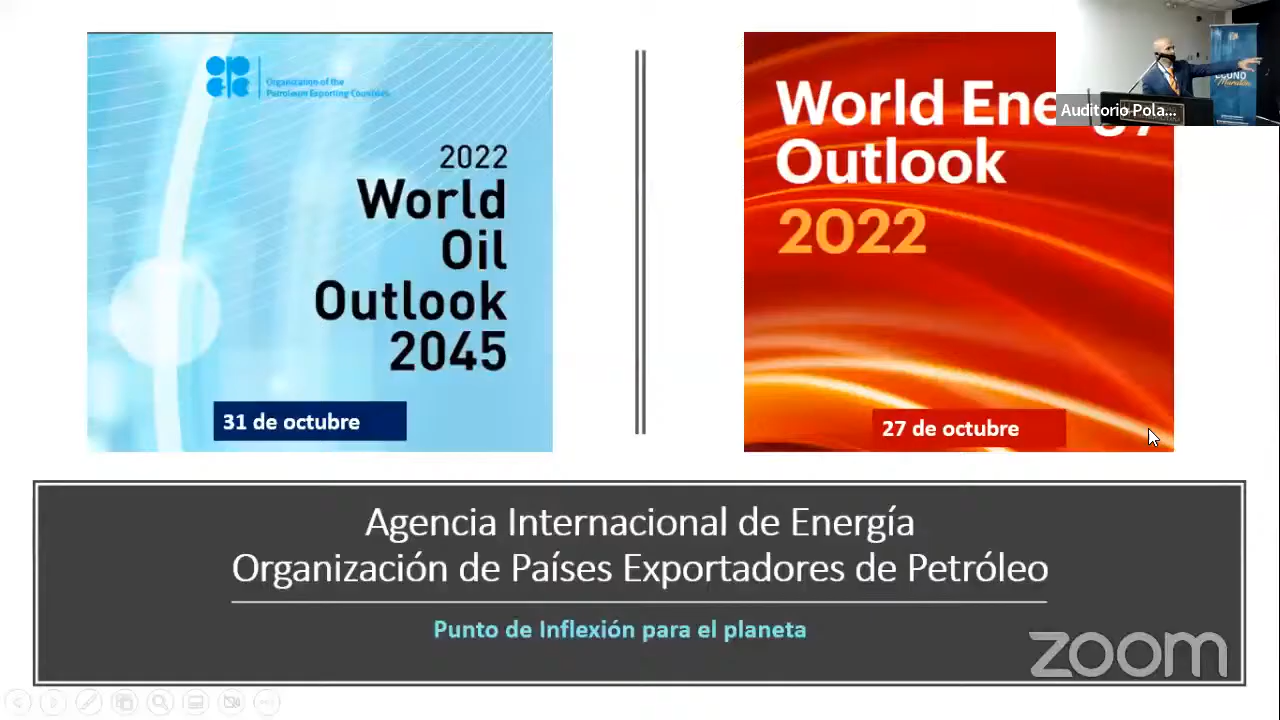 Organization of the
Petroleum Exporting Countries
2022
World
Oil
Outlook
2045
31 de octubre
World Energy
Outlook
2022
27 de octubre
Auditorio Pola...
Agencia Internacional de Energía
Organización de Países Exportadores de Petróleo
Punto de Inflexión para el planeta
zoom